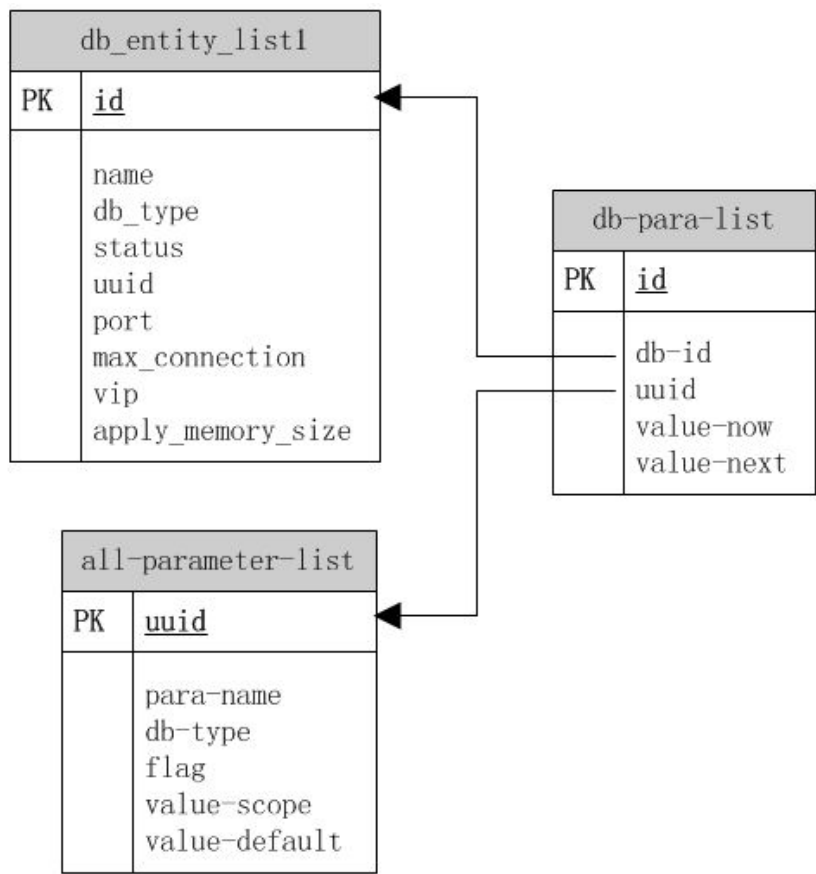 db_entity_list1
PK id
name
db_type
status
uuid
port
max_connection
vip
apply_memory_size
db-para-list
PK id
db-id
uuid
value-now
value-next
all-parameter-list
PK uuid
para-name
db-type
flag
value-scope
value-default